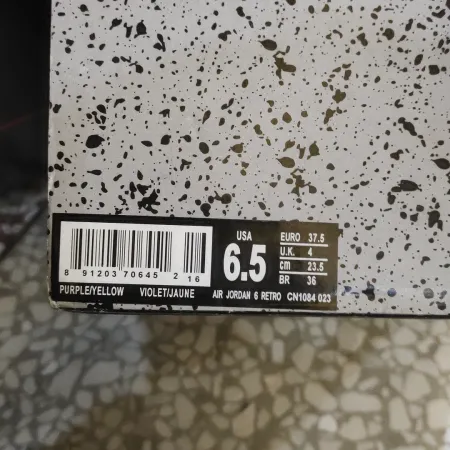 USA
6.5
EURO 37.5
U.K. 4
cm 23.5
BR 36
8 91203 70645 2 16
PURPLE/YELLOW VIOLET/JAUNE AIR JORDAN 6 RETRO CN1084 023